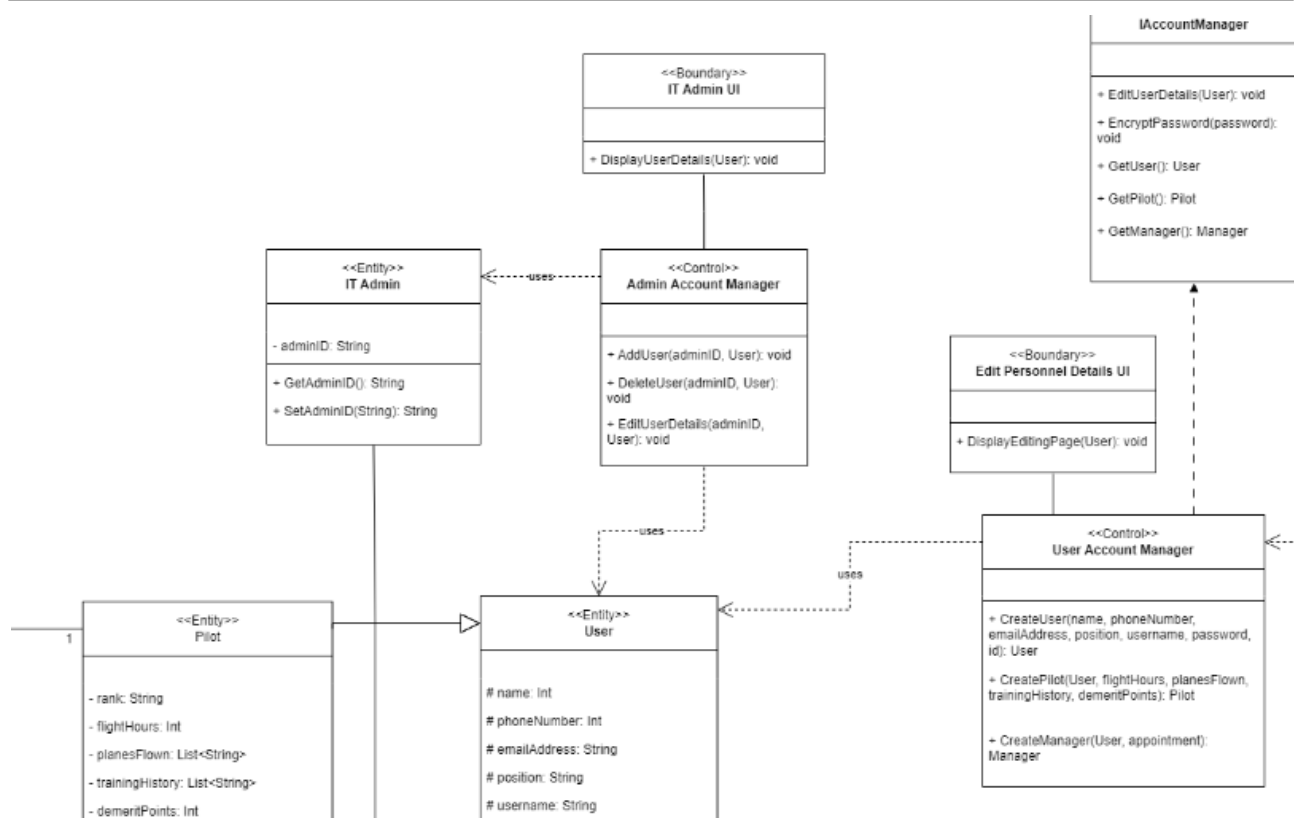 IAccountManager
+ EditUserDetails(User): void
+ EncryptPassword(password):
void
+ GetUser(): User
+ GetPilot(): Pilot
+ GetManager(): Manager
<<Boundary>>
IT Admin UI
+ DisplayUserDetails(User): void
<<Entity>>
IT Admin
- adminID: String
+ GetAdminID(): String
+ SetAdminID(String): String
uses
<<Control>>
Admin Account Manager
+ AddUser(adminID, User): void
+ DeleteUser(adminID, User):
void
+ EditUserDetails(adminID,
User): void
<<Boundary>>
Edit Personnel Details UI
+ DisplayEditingPage(User): void
uses
uses
<<Control>>
User Account Manager
+ CreateUser(name, phoneNumber,
emailAddress, position, username, password,
id): User
+ CreatePilot(User, flightHours, planesFlown,
trainingHistory, demeritPoints): Pilot
+ CreateManager(User, appointment):
Manager
1
<<Entity>>
Pilot
- rank: String
- flightHours: Int
- planesFlown: List<String>
- trainingHistory: List<String>
- demeritPoints: Int
<<Entity>>
User
# name: Int
# phoneNumber: Int
# emailAddress: String
# position: String
# username: String